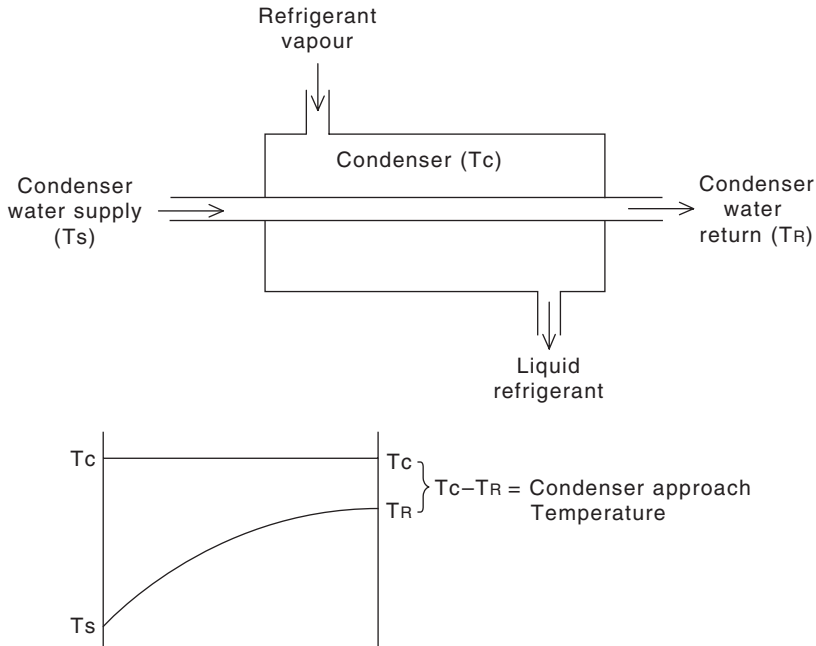 Refrigerant
vapour
Condenser (Tc)
Condenser
water supply
(Ts)
Condenser
water
return (TR)
Liquid
refrigerant
Tc
Tc
Tc–TR = Condenser approach
Temperature
TR
Ts